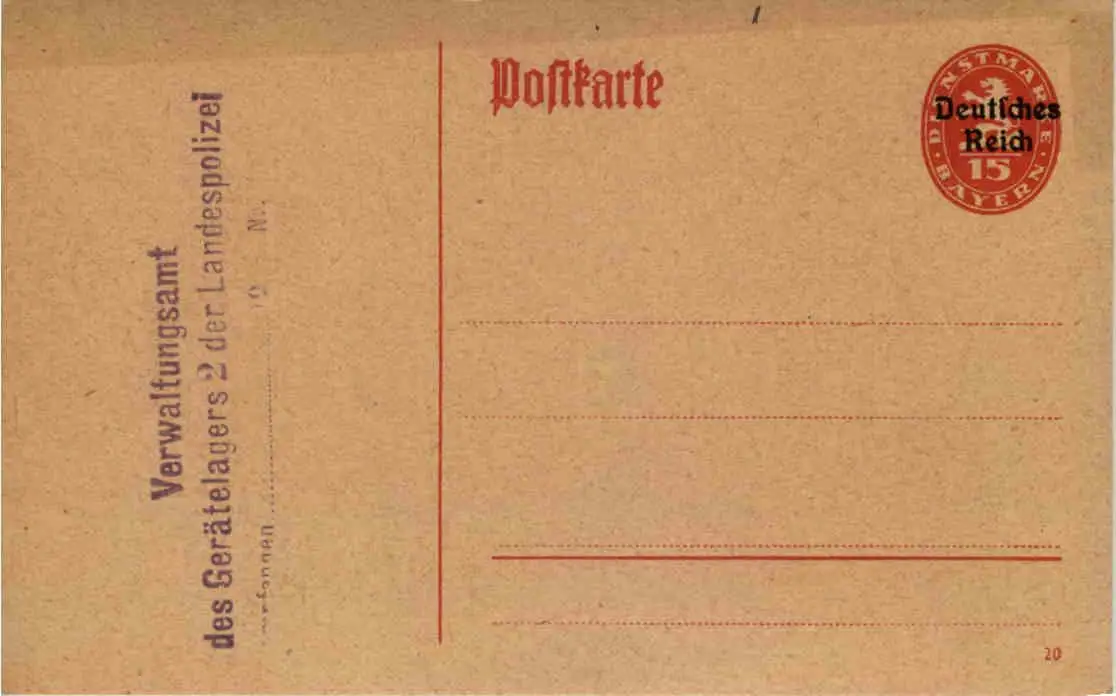 Verwaltungsamt
des Gerätelagers 2 der Landespolizei
19 Nr.
Poſtkarte
DIENSTMARKE
Deutſches
Reich
15
BAYERN
20